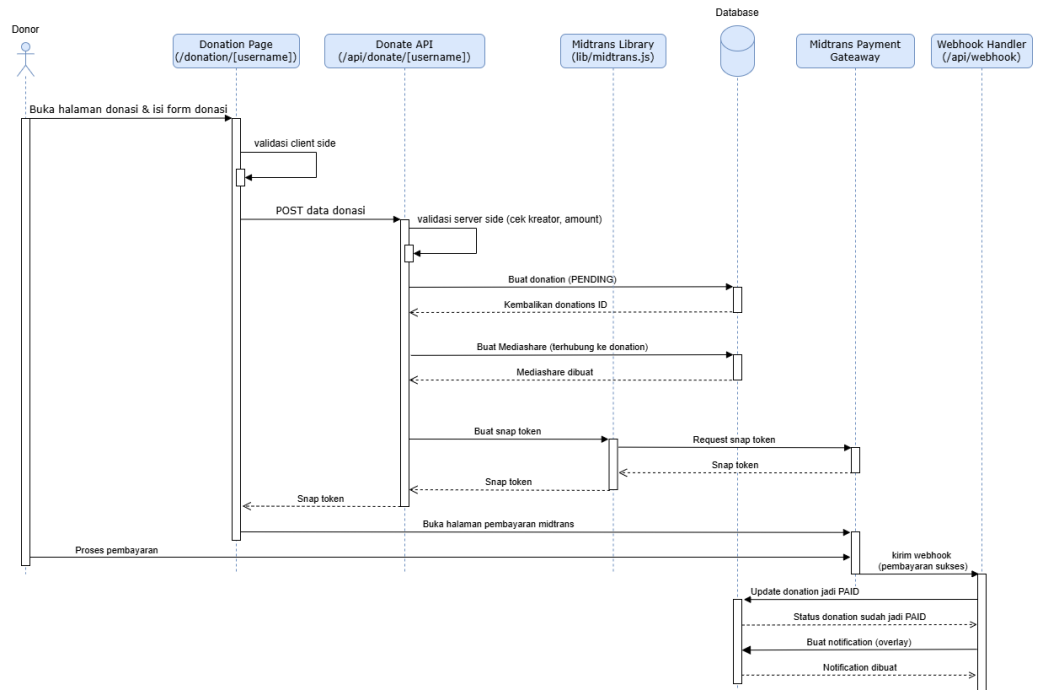 Donor
Database
Donation Page
(/donation/[username])
Donate API
(/api/donate/[username])
Midtrans Library
(lib/midtrans.js)
Midtrans Payment
Gateaway
Webhook Handler
(/api/webhook)
Buka halaman donasi & isi form donasi
validasi client side
POST data donasi
validasi server side (cek kreator, amount)
Buat donation (PENDING)
Kembalikan donations ID
Buat Mediashare (terhubung ke donation)
Mediashare dibuat
Buat snap token
Request snap token
Snap token
Snap token
Snap token
Buka halaman pembayaran midtrans
Proses pembayaran
kirim webhook
(pembayaran sukses)
Update donation jadi PAID
Status donation sudah jadi PAID
Buat notification (overlay)
Notification dibuat